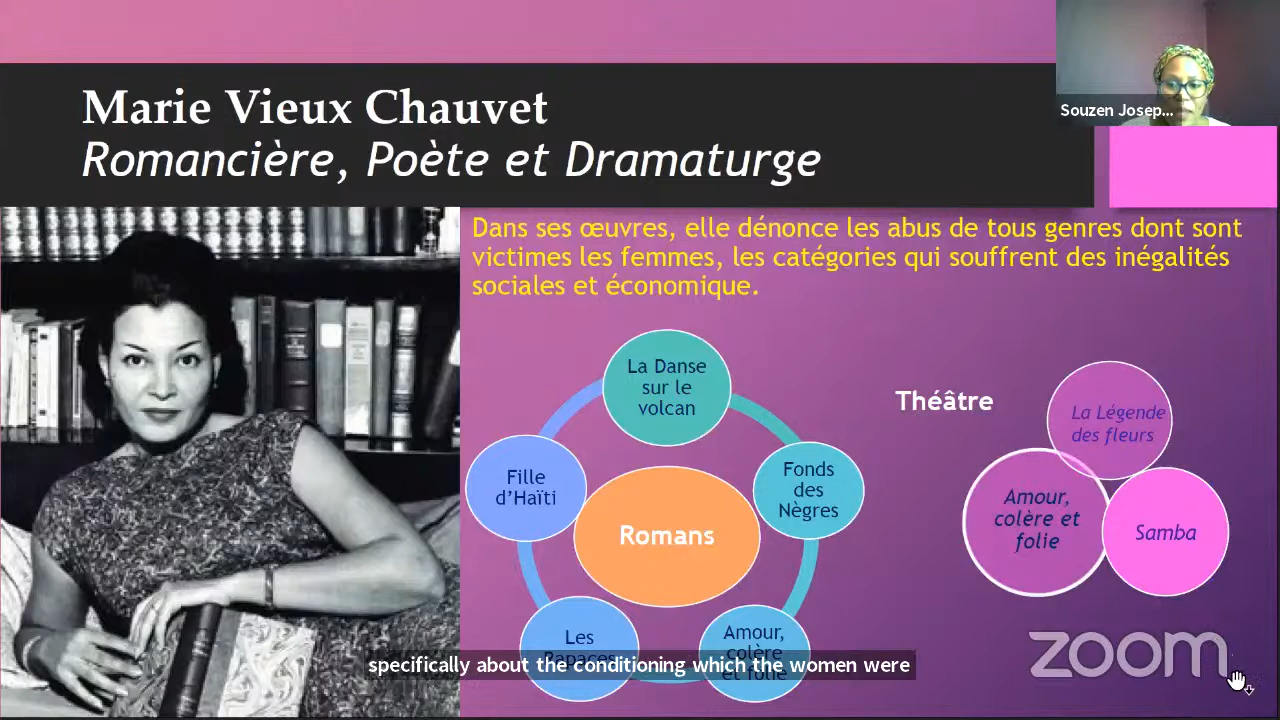 Marie Vieux Chauvet
Romancière, Poète et Dramaturge
Souzen Josep...
Dans ses œuvres, elle dénonce les abus de tous genres dont sont
victimes les femmes, les catégories qui souffrent des inégalités
sociales et économique.
La Danse
sur le
volcan
Fonds
des
Nègres
Amour,
colère
et folie
Les
Rapaces
Fille
d'Haïti
Romans
Théâtre
La Légende
des fleurs
Amour,
colère et
folie
Samba
specifically about the conditioning which the women were
zoom